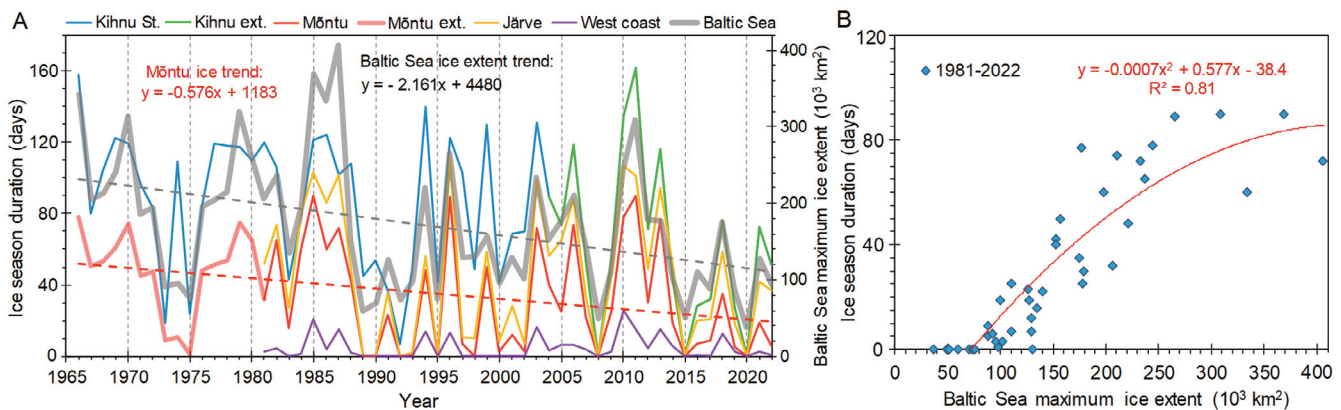 A
Kihnu St.
Kihnu ext.
Mõntu
Mõntu ext.
Järve
West coast
Baltic Sea
Mõntu ice trend:
y = -0.576x + 1183
Baltic Sea ice extent trend:
y = - 2.161x + 4480
Ice season duration (days)
160
120
80
40
0
1965
1970
1975
1980
1985
1990
1995
2000
2005
2010
2015
2020
Year
400
300
200
100
0
Baltic Sea maximum ice extent (10³ km²)
B
1981-2022
y = -0.0007x² + 0.577x - 38.4
R² = 0.81
Ice season duration (days)
120
80
40
0
0
50
100
150
200
250
300
350
400
Baltic Sea maximum ice extent (10³ km²)